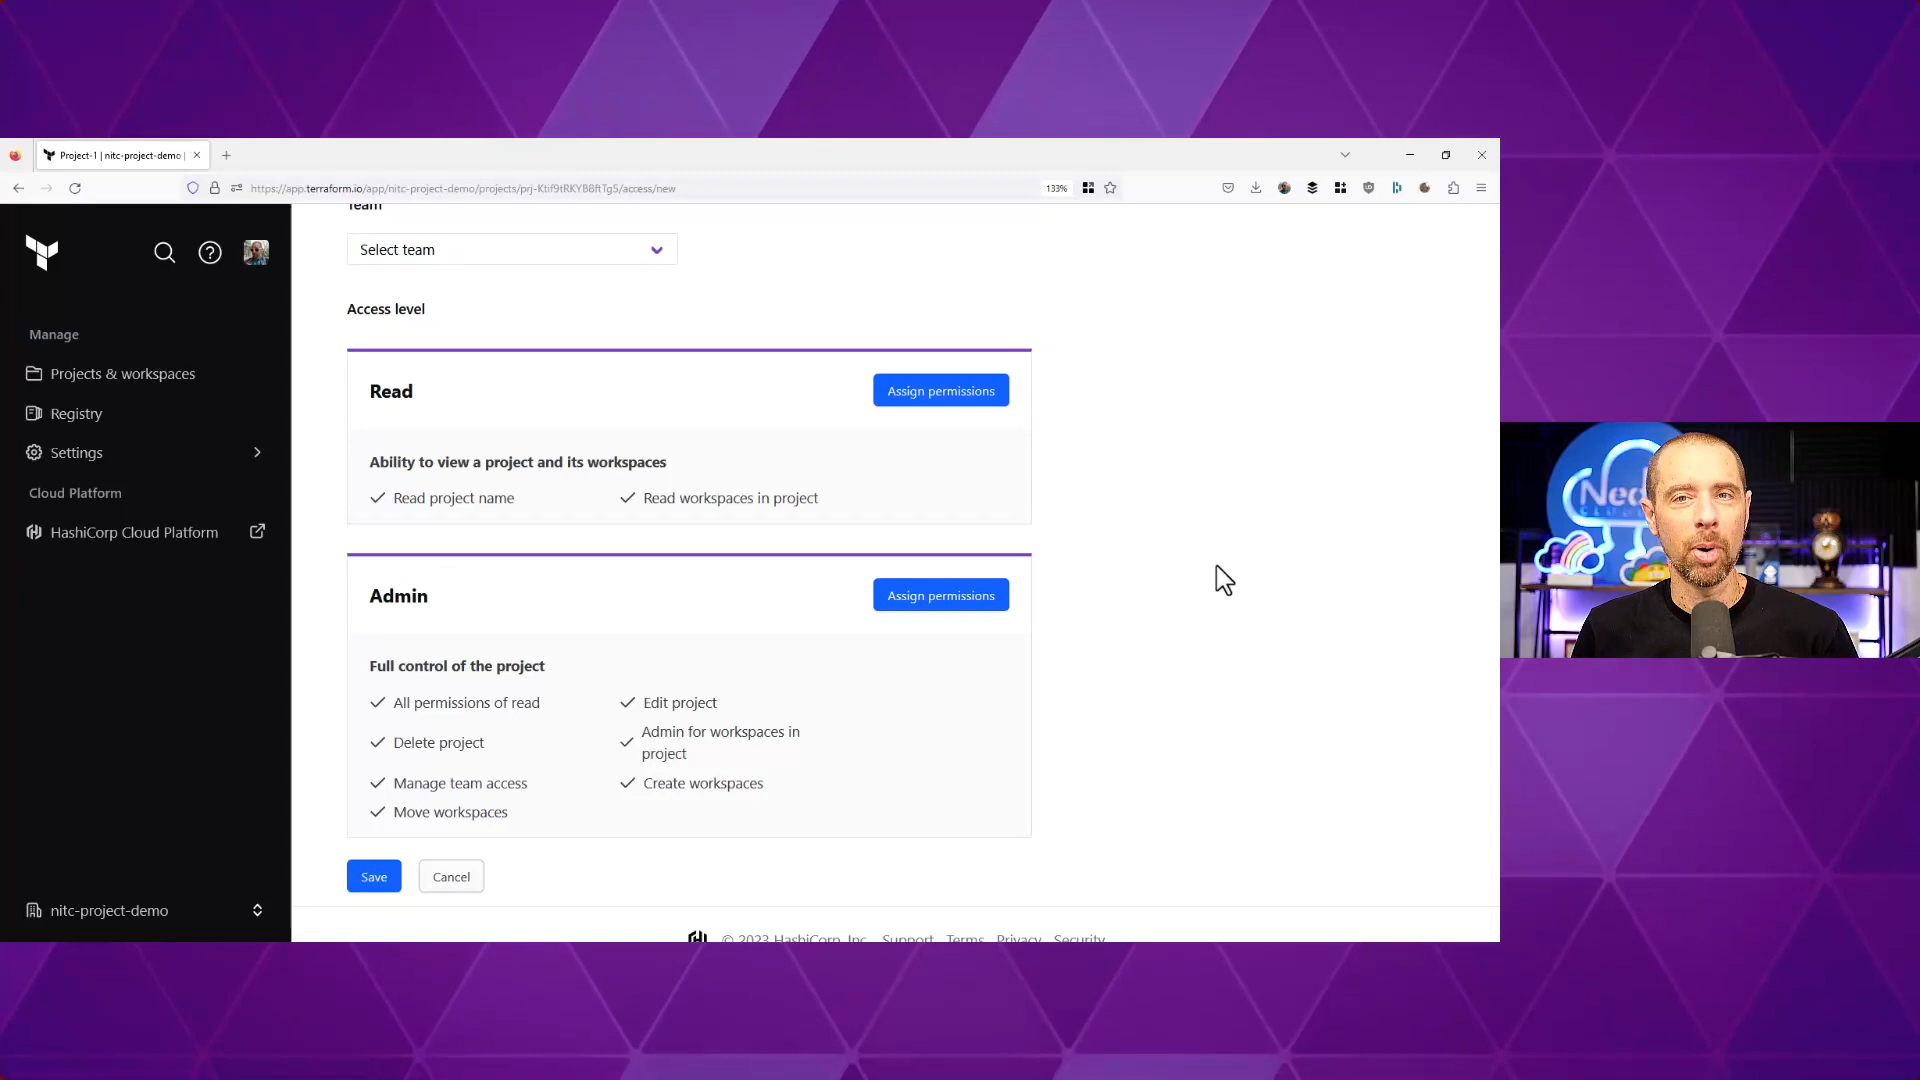 Project-1 | nitc-project-demo |
https://app.terraform.io/app/nitc-project-demo/projects/prj-Ktif9tRKYB8ftTg5/access/new
133%
Manage
Projects & workspaces
Registry
Settings
Cloud Platform
HashiCorp Cloud Platform
nitc-project-demo
Team
Select team
Access level
Read
Assign permissions
Ability to view a project and its workspaces
Read project name
Read workspaces in project
Admin
Assign permissions
Full control of the project
All permissions of read
Edit project
Delete project
Admin for workspaces in
project
Manage team access
Create workspaces
Move workspaces
Save
Cancel
© 2023 HashiCorp, Inc. Support Terms Privacy Security